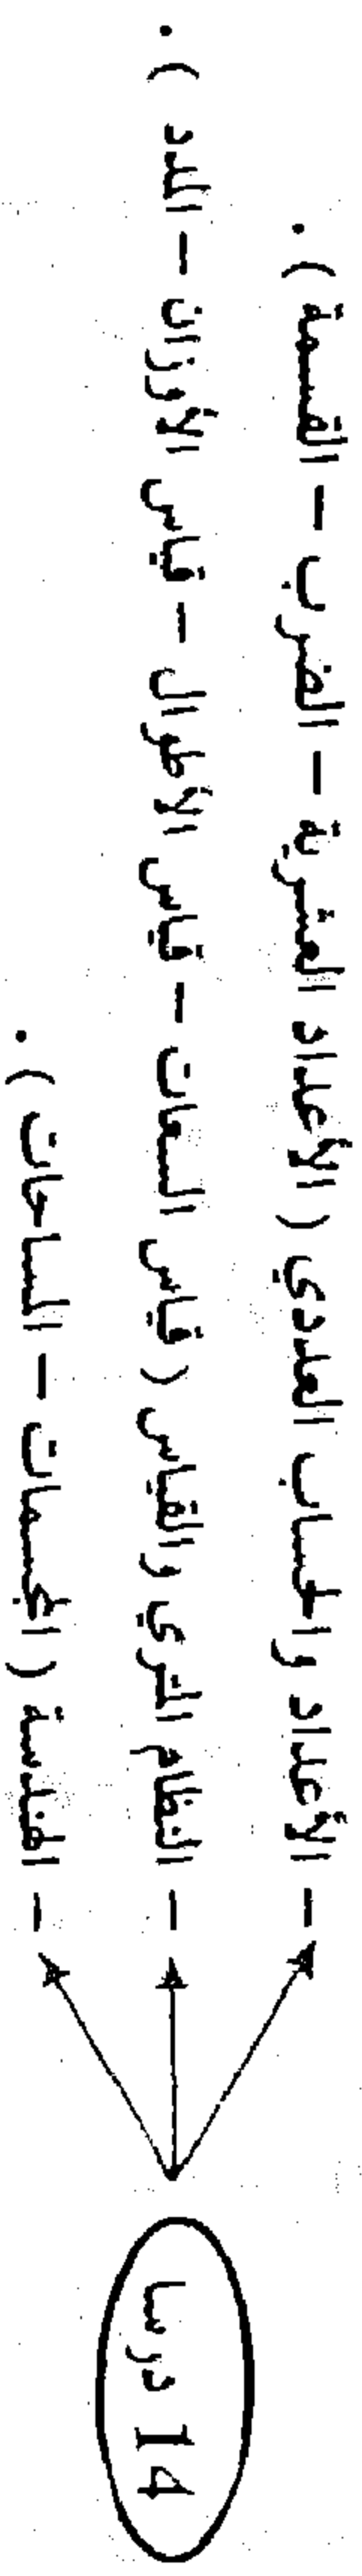 14 درسا
- الأعداد والحساب العددي ( الأعداد العشرية - الضرب - القسمة ) .
- النظام المتري والقياس ( قياس السعات - قياس الأطوال - قياس الأوزان - المدد ) .
- الهندسة ( المجسمات - المساحات ) .